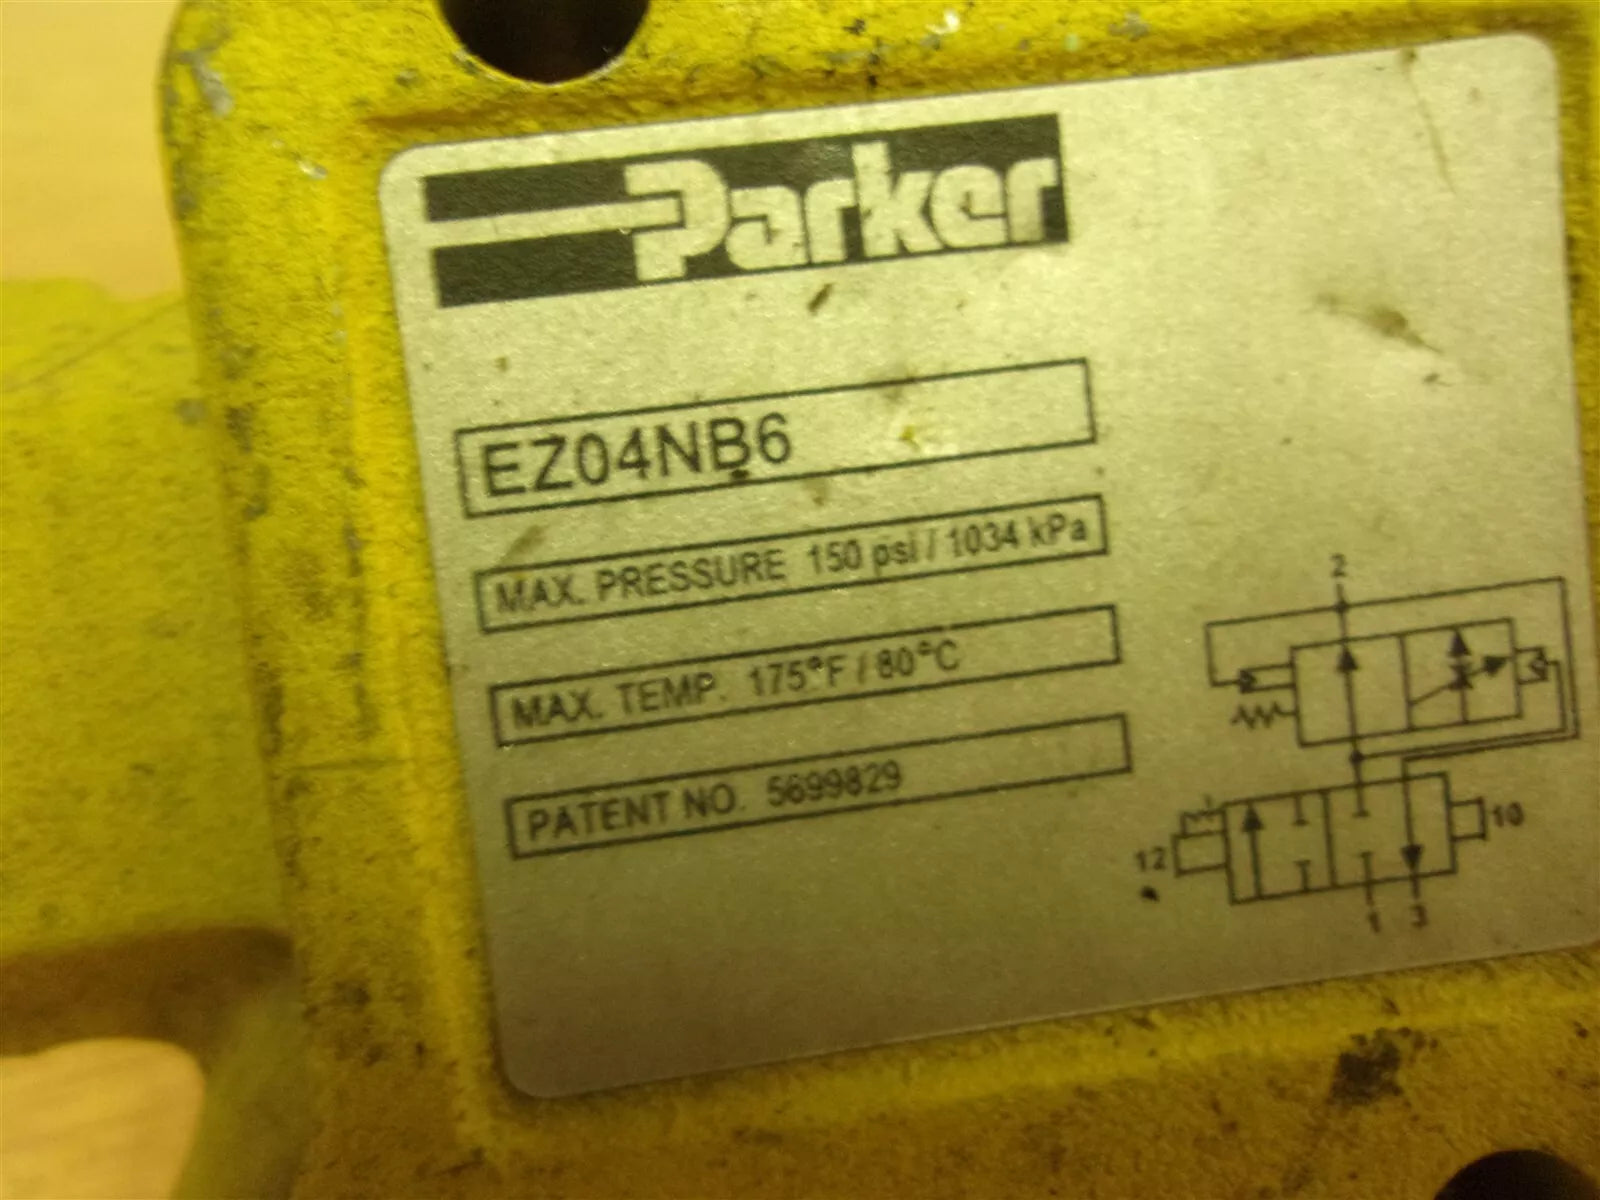 Parker
EZ04NB6
MAX. PRESSURE 150 psi / 1034 kPa
MAX. TEMP. 175°F / 80°C
PATENT NO. 5699829
2
12
10
1 3